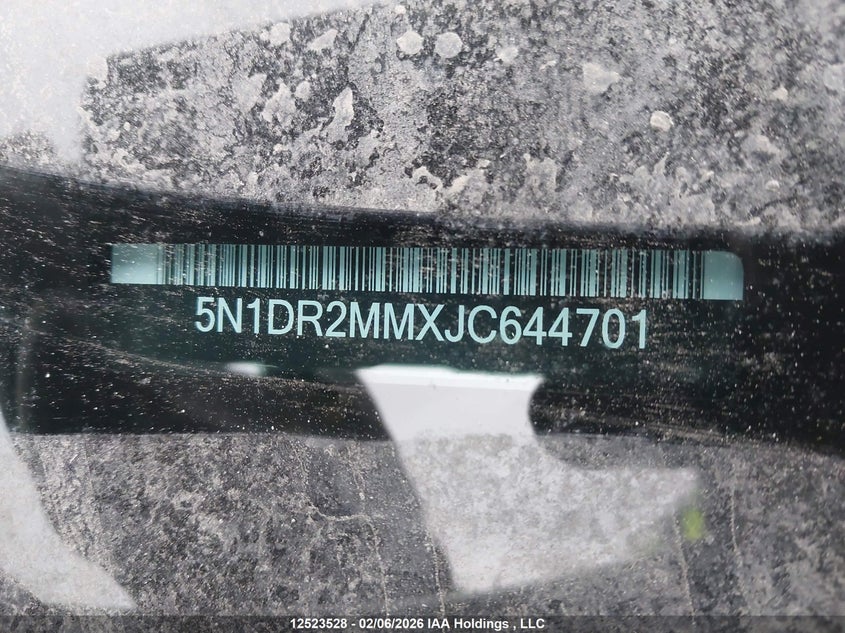 5N1DR2MMXJC644701
12523528 - 02/06/2026 IAA Holdings , LLC